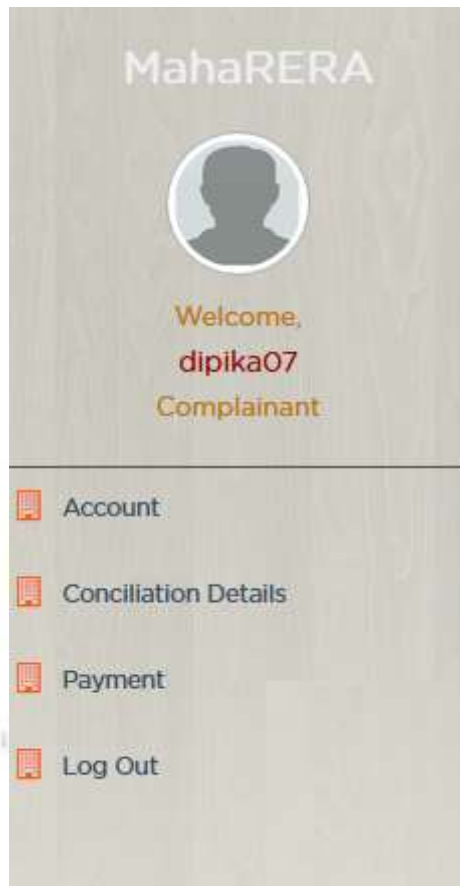 MahaRERA
Welcome,
dipika07
Complainant
Account
Conciliation Details
Payment
Log Out